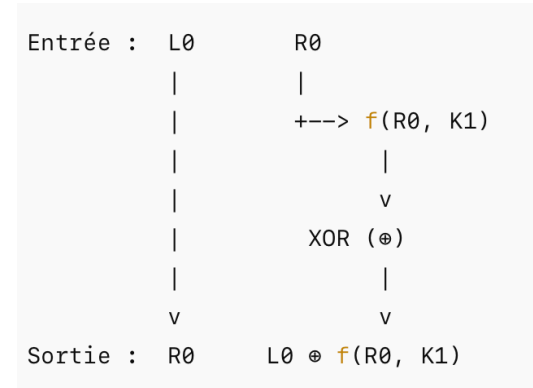 Entrée :  L0       R0
          |        |
          |        +--> f(R0, K1)
          |              |
          |              v
          |         XOR (⊕)
          |              |
          v              v
Sortie :  R0     L0 ⊕ f(R0, K1)